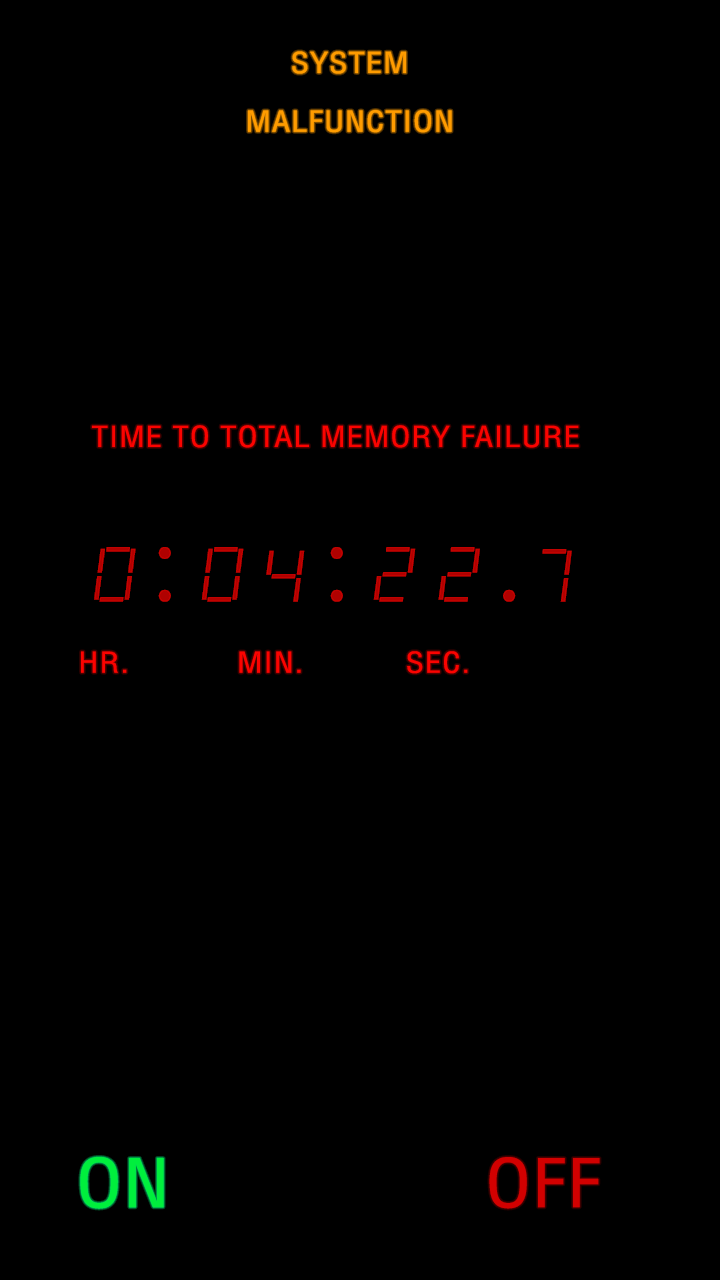 SYSTEM
MALFUNCTION
TIME TO TOTAL MEMORY FAILURE
0:04:22.7
HR. MIN. SEC.
ON OFF